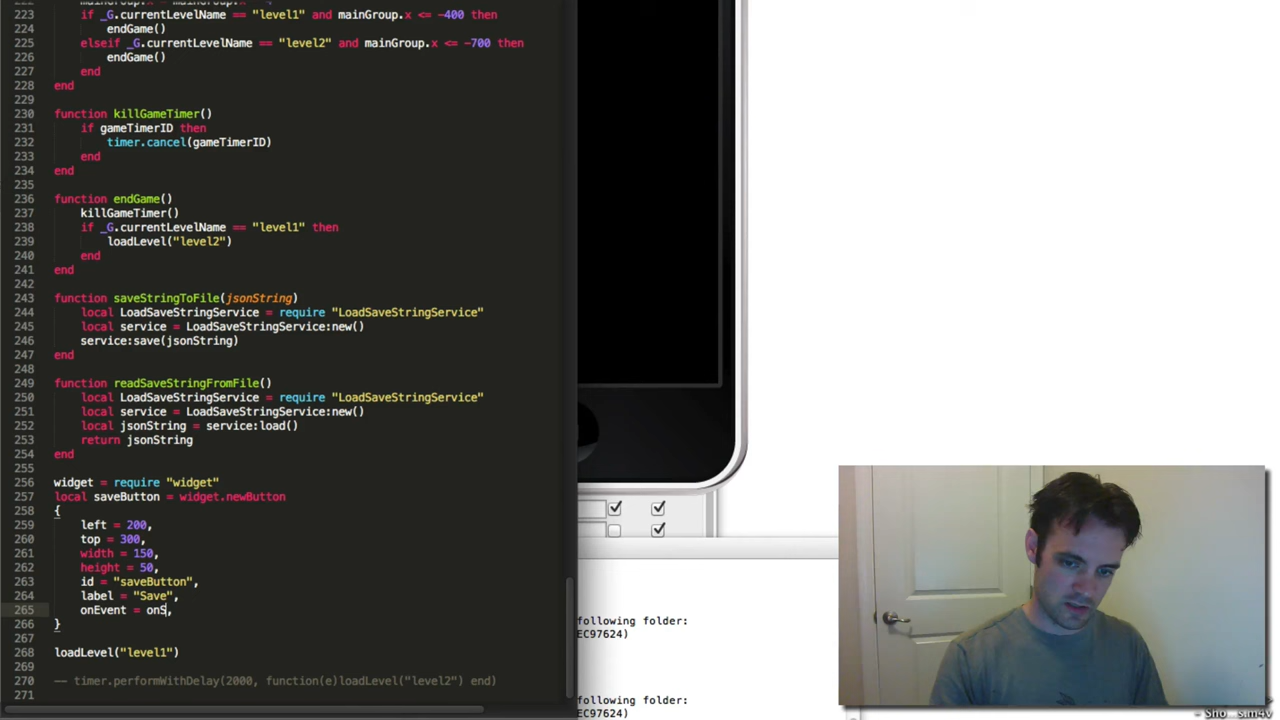 223 if _G.currentLevelName == "level1" and mainGroup.x <= -400 then
224 endGame()
225 elseif _G.currentLevelName == "level2" and mainGroup.x <= -700 then
226 endGame()
227 end
228 end
229
230 function killGameTimer()
231 if gameTimerID then
232 timer.cancel(gameTimerID)
233 end
234 end
235
236 function endGame()
237 killGameTimer()
238 if _G.currentLevelName == "level1" then
239 loadLevel("level2")
240 end
241 end
242
243 function saveStringToFile(jsonString)
244 local LoadSaveStringService = require "LoadSaveStringService"
245 local service = LoadSaveStringService:new()
246 service:save(jsonString)
247 end
248
249 function readSaveStringFromFile()
250 local LoadSaveStringService = require "LoadSaveStringService"
251 local service = LoadSaveStringService:new()
252 local jsonString = service:load()
253 return jsonString
254 end
255
256 widget = require "widget"
257 local saveButton = widget.newButton
258 {
259 left = 200,
260 top = 300,
261 width = 150,
262 height = 50,
263 id = "saveButton",
264 label = "Save",
265 onEvent = onS,
266 }
267
268 loadLevel("level1")
269
270 -- timer.performWithDelay(2000, function(e)loadLevel("level2") end)
271
following folder:
EC97624)
following folder:
EC97624)